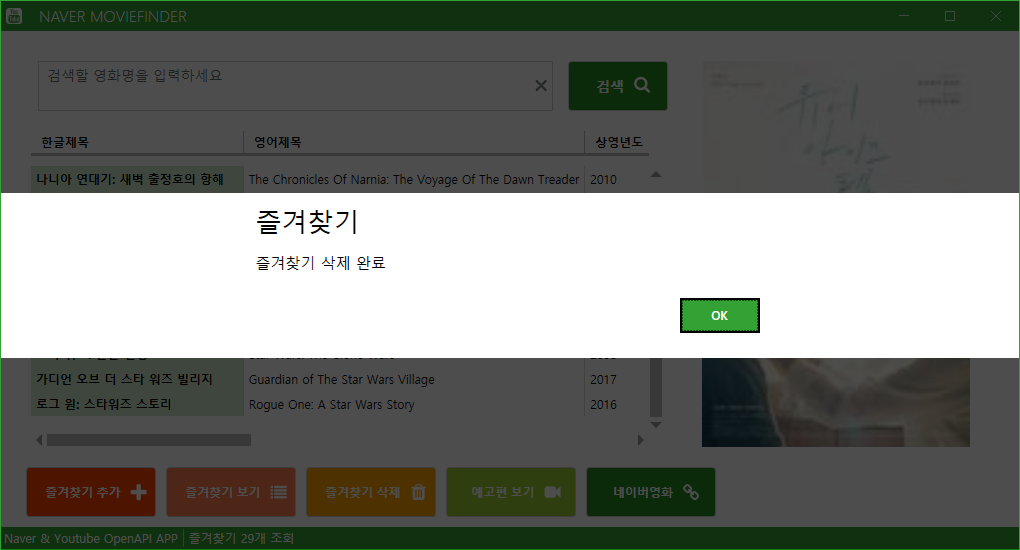 You Tube NAVER MOVIEFINDER
검색할 영화명을 입력하세요
검색
한글제목 영어제목 상영년도
나니아 연대기: 새벽 출정호의 항해 The Chronicles Of Narnia: The Voyage Of The Dawn Treader 2010
즐겨찾기
즐겨찾기 삭제 완료
OK
가디언 오브 더 스타 워즈 빌리지 Guardian of The Star Wars Village 2017
로그 원: 스타워즈 스토리 Rogue One: A Star Wars Story 2016
즐겨찾기 추가 즐겨찾기 보기 즐겨찾기 삭제 예고편 보기 네이버영화
Naver & Youtube OpenAPI APP 즐겨찾기 29개 조회